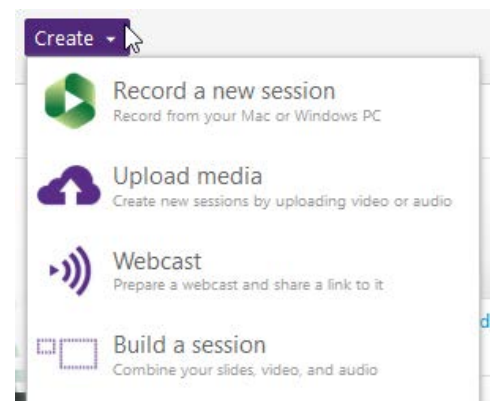 Create
Record a new session
Record from your Mac or Windows PC
Upload media
Create new sessions by uploading video or audio
Webcast
Prepare a webcast and share a link to it
d
Build a session
Combine your slides, video, and audio